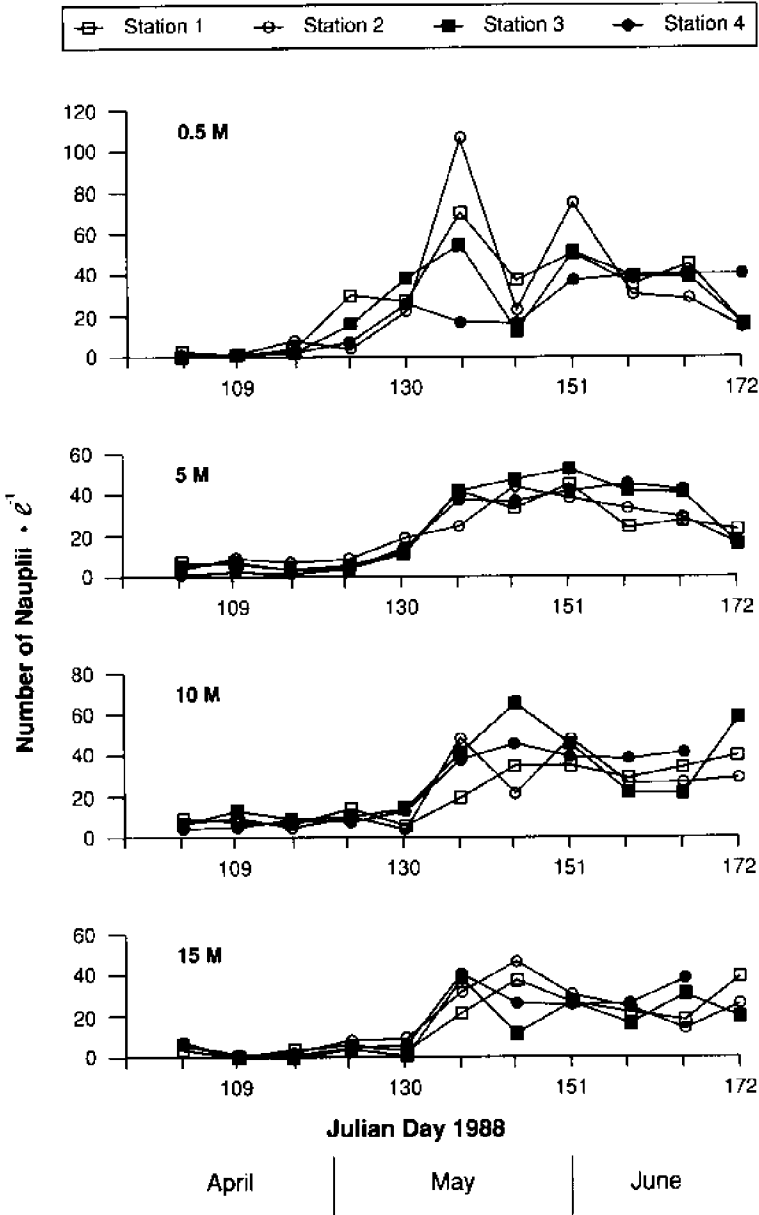 Station 1 Station 2 Station 3 Station 4
0.5 M
120
100
80
60
40
20
0
109 130 151 172
5 M
60
40
20
0
109 130 151 172
10 M
80
60
40
20
0
109 130 151 172
15 M
60
40
20
0
109 130 151 172
Number of Nauplii • ℓ⁻¹
Julian Day 1988
April May June